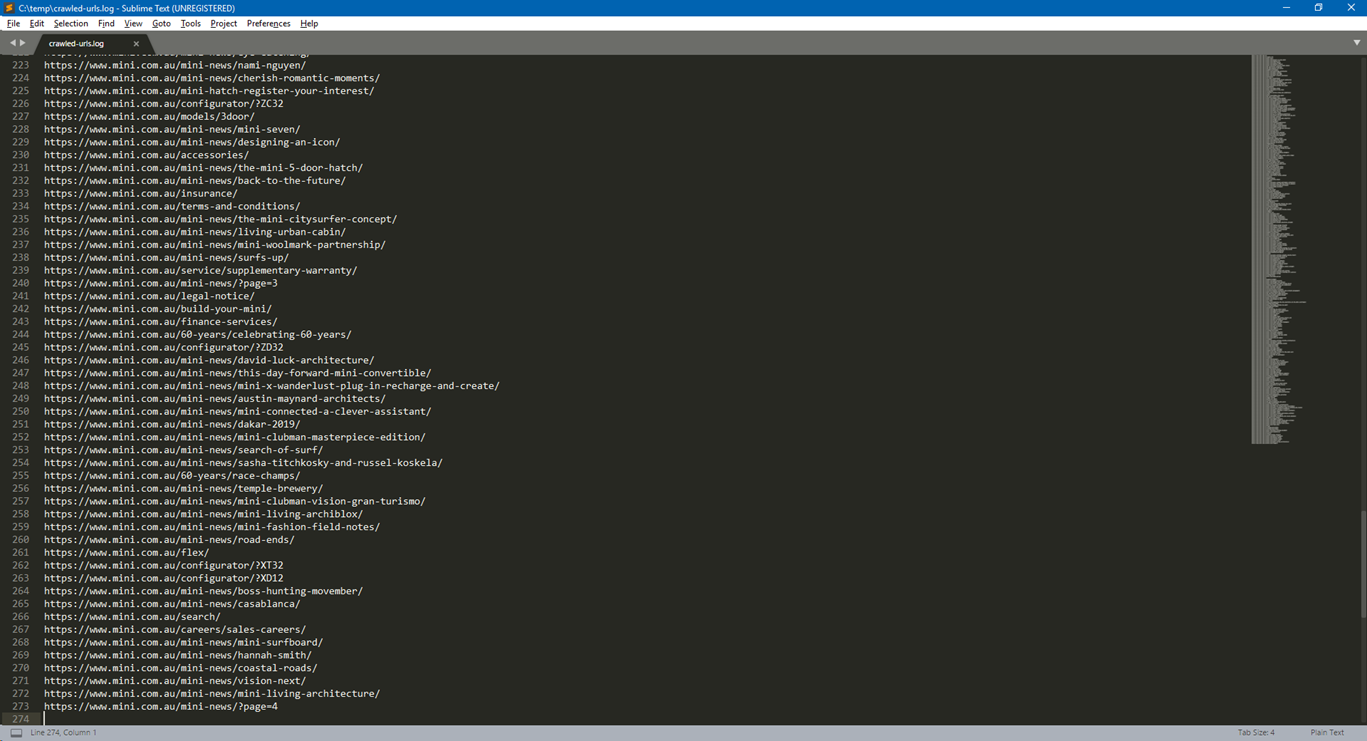 C:\temp\crawled-urls.log - Sublime Text (UNREGISTERED)
File Edit Selection Find View Goto Tools Project Preferences Help
crawled-urls.log
223 https://www.mini.com.au/mini-news/nami-nguyen/
224 https://www.mini.com.au/mini-news/cherish-romantic-moments/
225 https://www.mini.com.au/mini-hatch-register-your-interest/
226 https://www.mini.com.au/configurator/?ZC32
227 https://www.mini.com.au/models/3door/
228 https://www.mini.com.au/mini-news/mini-seven/
229 https://www.mini.com.au/mini-news/designing-an-icon/
230 https://www.mini.com.au/accessories/
231 https://www.mini.com.au/mini-news/the-mini-5-door-hatch/
232 https://www.mini.com.au/mini-news/back-to-the-future/
233 https://www.mini.com.au/insurance/
234 https://www.mini.com.au/terms-and-conditions/
235 https://www.mini.com.au/mini-news/the-mini-citysurfer-concept/
236 https://www.mini.com.au/mini-news/living-urban-cabin/
237 https://www.mini.com.au/mini-news/mini-woolmark-partnership/
238 https://www.mini.com.au/mini-news/surfs-up/
239 https://www.mini.com.au/service/supplementary-warranty/
240 https://www.mini.com.au/mini-news/?page=3
241 https://www.mini.com.au/legal-notice/
242 https://www.mini.com.au/build-your-mini/
243 https://www.mini.com.au/finance-services/
244 https://www.mini.com.au/60-years/celebrating-60-years/
245 https://www.mini.com.au/configurator/?ZD32
246 https://www.mini.com.au/mini-news/david-luck-architecture/
247 https://www.mini.com.au/mini-news/this-day-forward-mini-convertible/
248 https://www.mini.com.au/mini-news/mini-x-wanderlust-plug-in-recharge-and-create/
249 https://www.mini.com.au/mini-news/austin-maynard-architects/
250 https://www.mini.com.au/mini-news/mini-connected-a-clever-assistant/
251 https://www.mini.com.au/mini-news/dakar-2019/
252 https://www.mini.com.au/mini-news/mini-clubman-masterpiece-edition/
253 https://www.mini.com.au/mini-news/search-of-surf/
254 https://www.mini.com.au/mini-news/sasha-titchkosky-and-russel-koskela/
255 https://www.mini.com.au/60-years/race-champs/
256 https://www.mini.com.au/mini-news/temple-brewery/
257 https://www.mini.com.au/mini-news/mini-clubman-vision-gran-turismo/
258 https://www.mini.com.au/mini-news/mini-living-archiblox/
259 https://www.mini.com.au/mini-news/mini-fashion-field-notes/
260 https://www.mini.com.au/mini-news/road-ends/
261 https://www.mini.com.au/flex/
262 https://www.mini.com.au/configurator/?XT32
263 https://www.mini.com.au/configurator/?XD12
264 https://www.mini.com.au/mini-news/boss-hunting-movember/
265 https://www.mini.com.au/mini-news/casablanca/
266 https://www.mini.com.au/search/
267 https://www.mini.com.au/careers/sales-careers/
268 https://www.mini.com.au/mini-news/mini-surfboard/
269 https://www.mini.com.au/mini-news/hannah-smith/
270 https://www.mini.com.au/mini-news/coastal-roads/
271 https://www.mini.com.au/mini-news/vision-next/
272 https://www.mini.com.au/mini-news/mini-living-architecture/
273 https://www.mini.com.au/mini-news/?page=4
274
Line 274, Column 1 Tab Size: 4 Plain Text